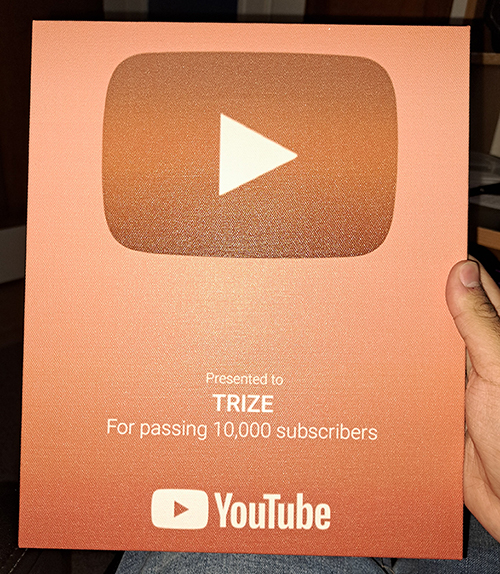 Presented to
TRIZE
For passing 10,000 subscribers
YouTube